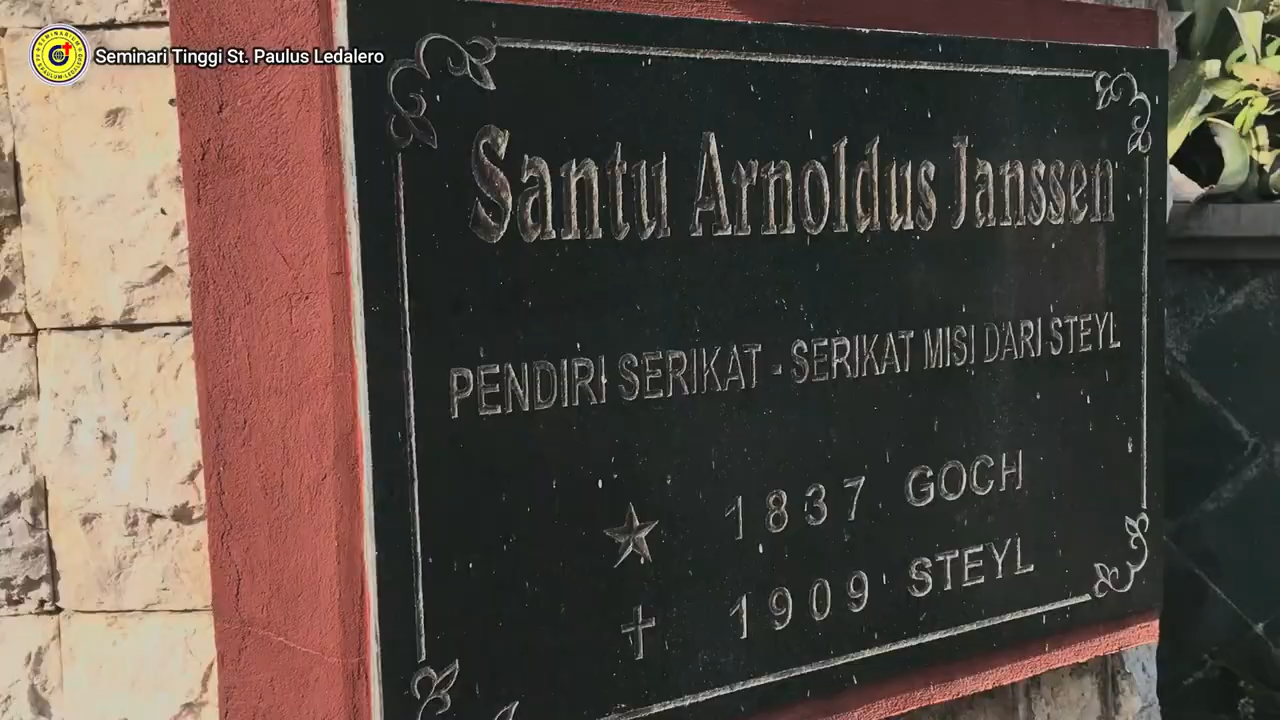 Seminari Tinggi St. Paulus Ledalero
Santu Arnoldus Janssen
PENDIRI SERIKAT - SERIKAT MISI DARI STEYL
1837 GOCH
1909 STEYL